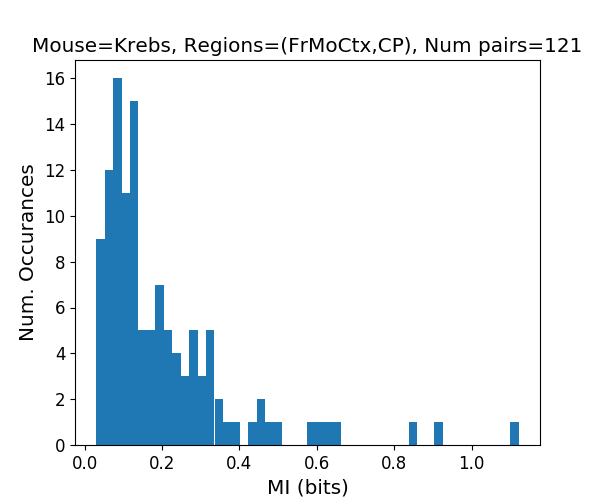 Mouse=Krebs, Regions=(FrMoCtx,CP), Num pairs=121
16
14
12
10
8
6
4
2
0
Num. Occurances
0.0 0.2 0.4 0.6 0.8 1.0
MI (bits)